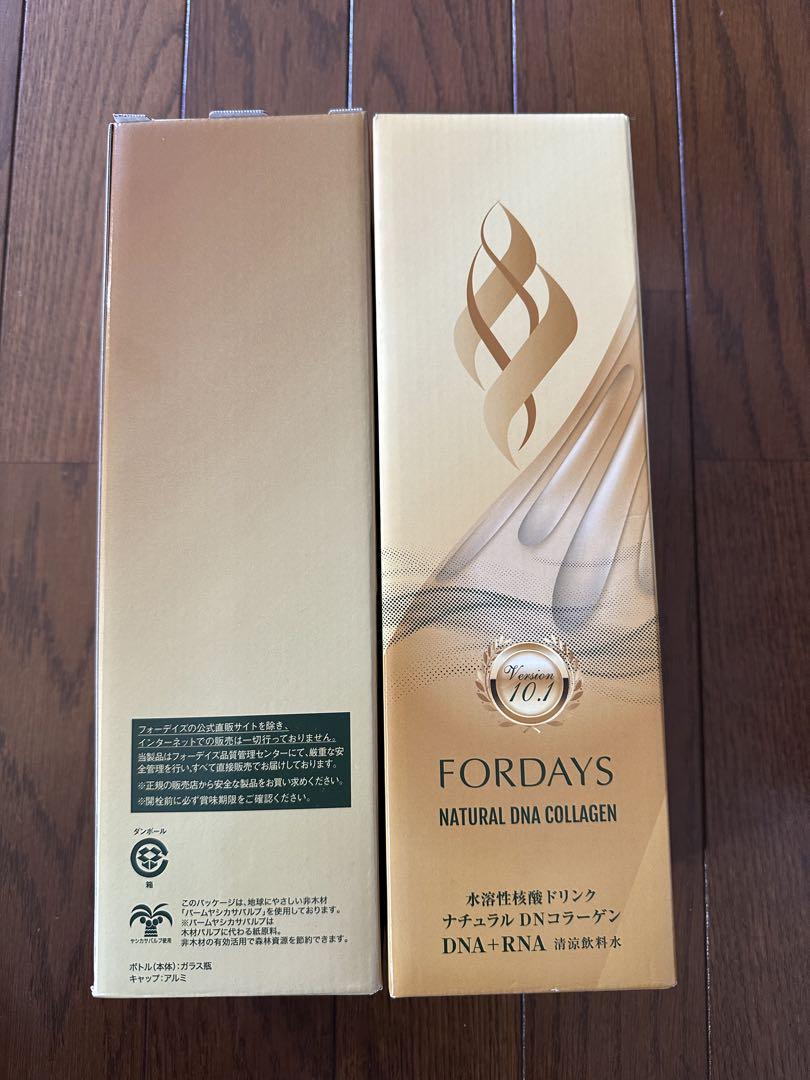 フォーデイズの公式直販サイトを除き、
インターネットでの販売は一切行っておりません。
当製品はフォーデイズ品質管理センターにて、厳重な安
全管理を行い、すべて直接販売でお届けしております。
※正規の販売店から安全な製品をお買い求めください。
※開栓前に必ず賞味期限をご確認ください。
ダンボール
箱
ヤシカサパルプ使用
このパッケージは、地球にやさしい非木材
「パームヤシカサパルプ」を使用しております。
※パームヤシカサパルプは
木材パルプに代わる紙原料。
非木材の有効活用で森林資源を節約できます。
ボトル(本体):ガラス瓶
キャップ:アルミ
Version
10.1
FORDAYS
NATURAL DNA COLLAGEN
水溶性核酸ドリンク
ナチュラル DNコラーゲン
DNA+RNA 清涼飲料水